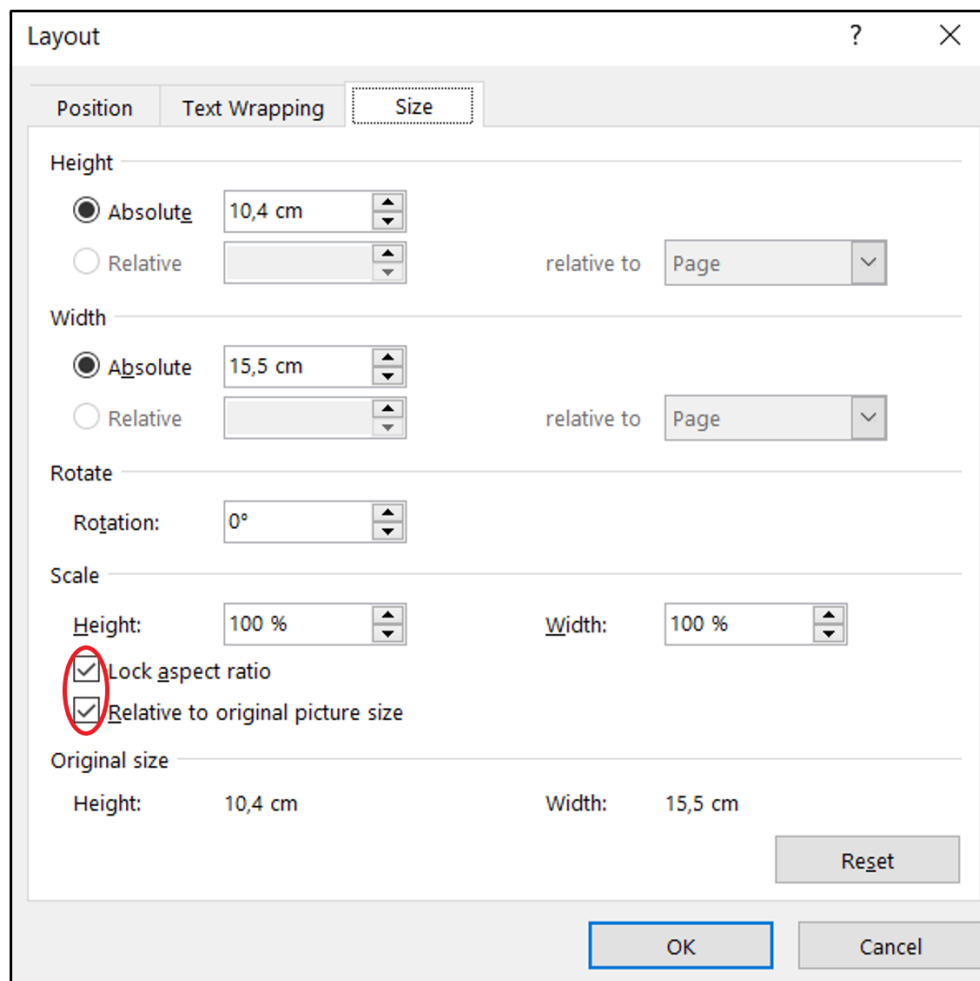 Layout ?
Position Text Wrapping Size
Height
Absolute 10,4 cm
Relative relative to Page
Width
Absolute 15,5 cm
Relative relative to Page
Rotate
Rotation: 0°
Scale
Height: 100 % Width: 100 %
Lock aspect ratio
Relative to original picture size
Original size
Height: 10,4 cm Width: 15,5 cm
Reset
OK Cancel